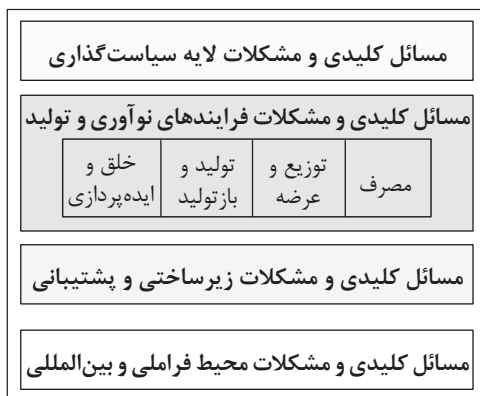 مسائل کلیدی و مشکلات لایه سیاست‌گذاری
مسائل کلیدی و مشکلات فرایندهای نوآوری و تولید
خلق و
ایده‌پردازی
تولید و
بازتولید
توزیع و
عرضه
مصرف
مسائل کلیدی و مشکلات زیرساختی و پشتیبانی
مسائل کلیدی و مشکلات محیط فراملی و بین‌المللی